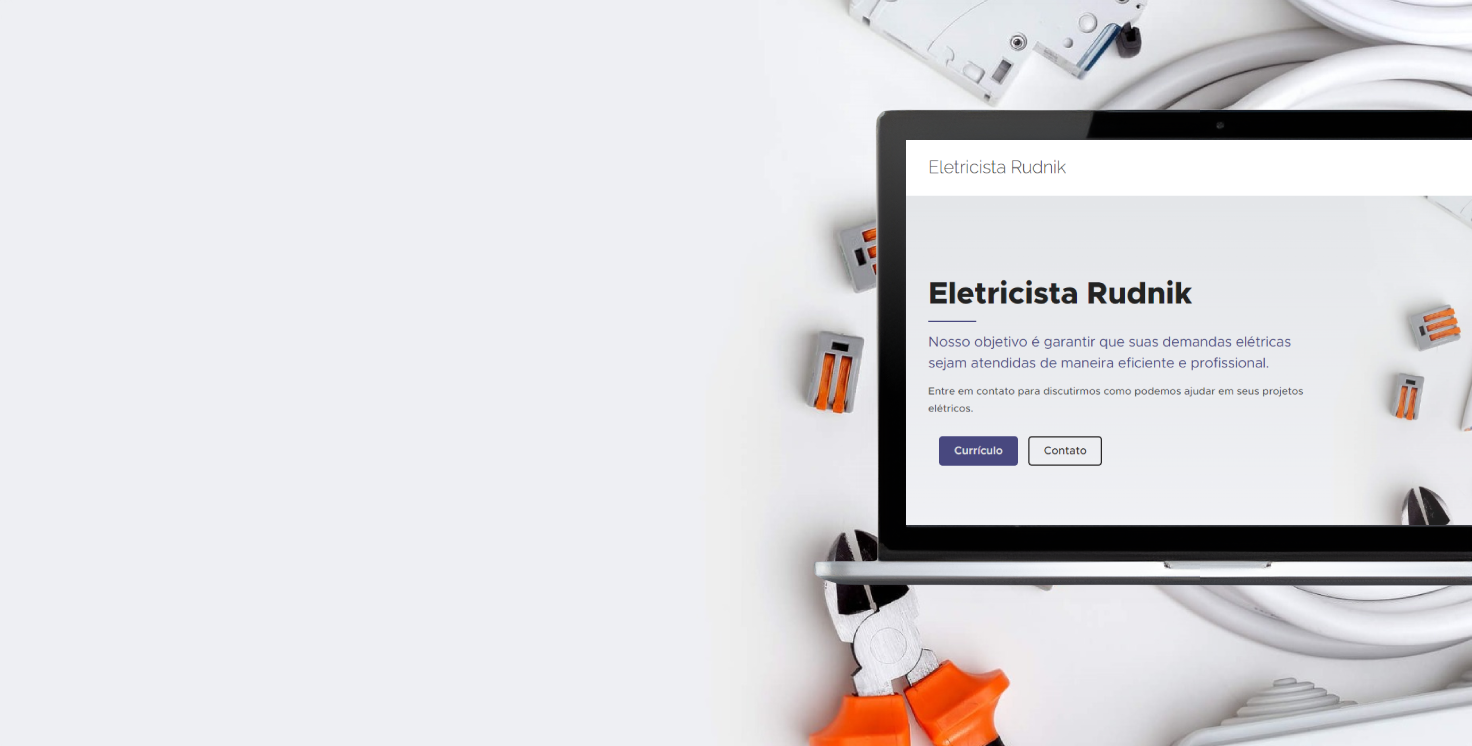 Eletricista Rudnik
Eletricista Rudnik
Nosso objetivo é garantir que suas demandas elétricas
sejam atendidas de maneira eficiente e profissional.
Entre em contato para discutirmos como podemos ajudar em seus projetos
elétricos.
Currículo
Contato